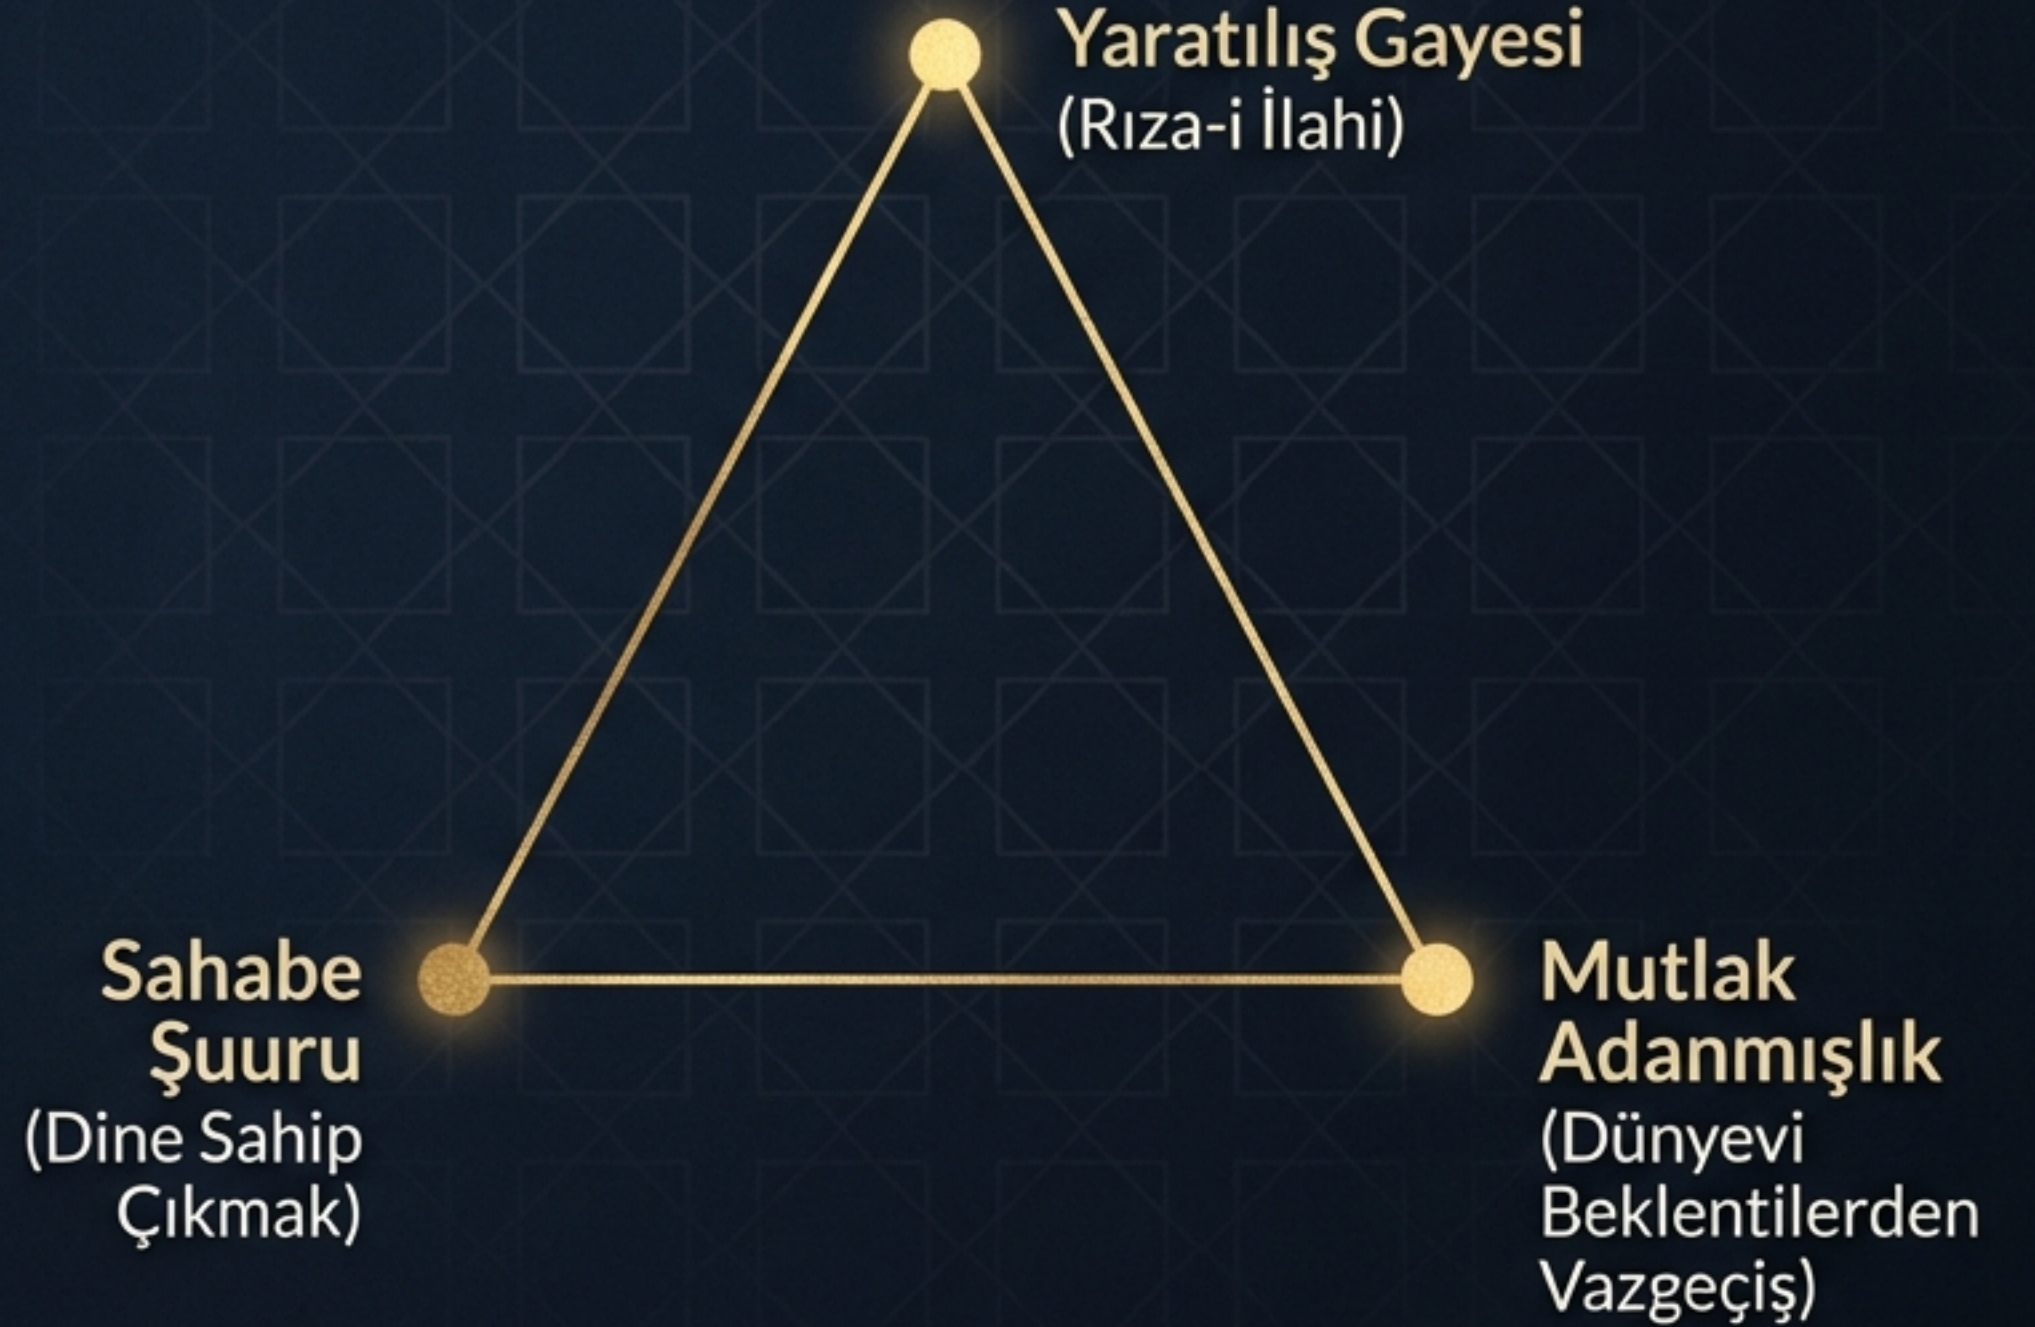 Yaratılış Gayesi
(Rıza-i İlahi)
Sahabe
Şuuru
(Dine Sahip
Çıkmak)
Mutlak
Adanmışlık
(Dünyevi
Beklentilerden
Vazgeçiş)